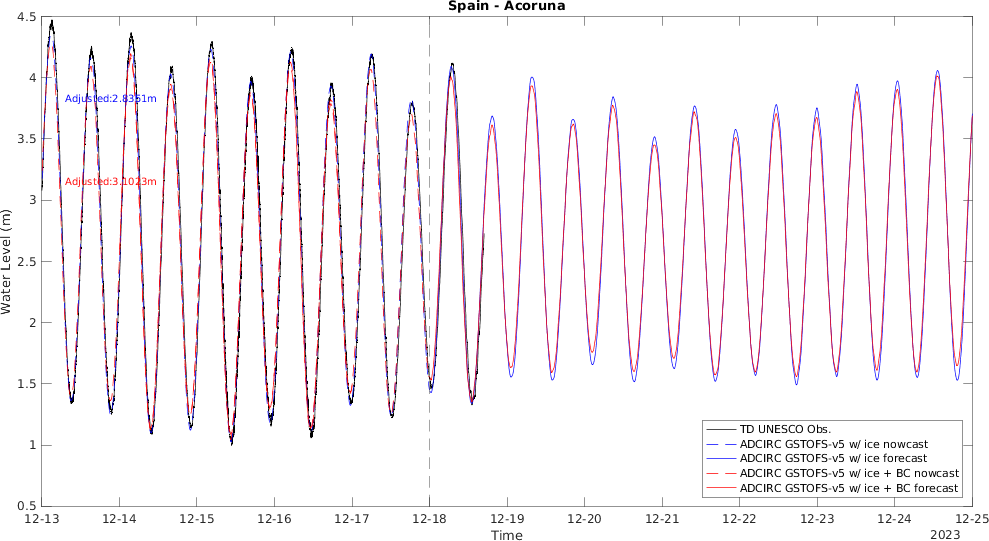 Spain - Acoruna
4.5
4
3.5
3
2.5
2
1.5
1
0.5
Water Level (m)
Adjusted:2.8351m
Adjusted:3.1023m
TD UNESCO Obs.
ADCIRC GSTOFS-v5 w/ ice nowcast
ADCIRC GSTOFS-v5 w/ ice forecast
ADCIRC GSTOFS-v5 w/ ice + BC nowcast
ADCIRC GSTOFS-v5 w/ ice + BC forecast
12-13 12-14 12-15 12-16 12-17 12-18 12-19 12-20 12-21 12-22 12-23 12-24 12-25
Time
2023